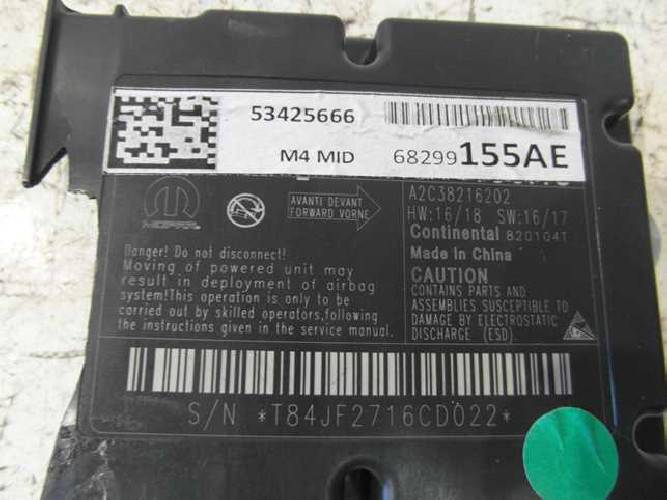 53425666
M4 MID 68299155AE
A2C38216202
HW:16/18 SW:16/17
Continental 820104T
Made in China
MOPAR
AVANTI DEVANT
FORWARD VORNE
Danger! Do not disconnect!
Moving of powered unit may
result in deployment of airbag
system!This operation is only to be
carried out by skilled operators,following
the instructions given in the service manual.
CAUTION
CONTAINS PARTS AND
ASSEMBLIES SUSCEPTIBLE TO
DAMAGE BY ELECTROSTATIC
DISCHARGE (ESD)
S/N *T84JF2716CD022*